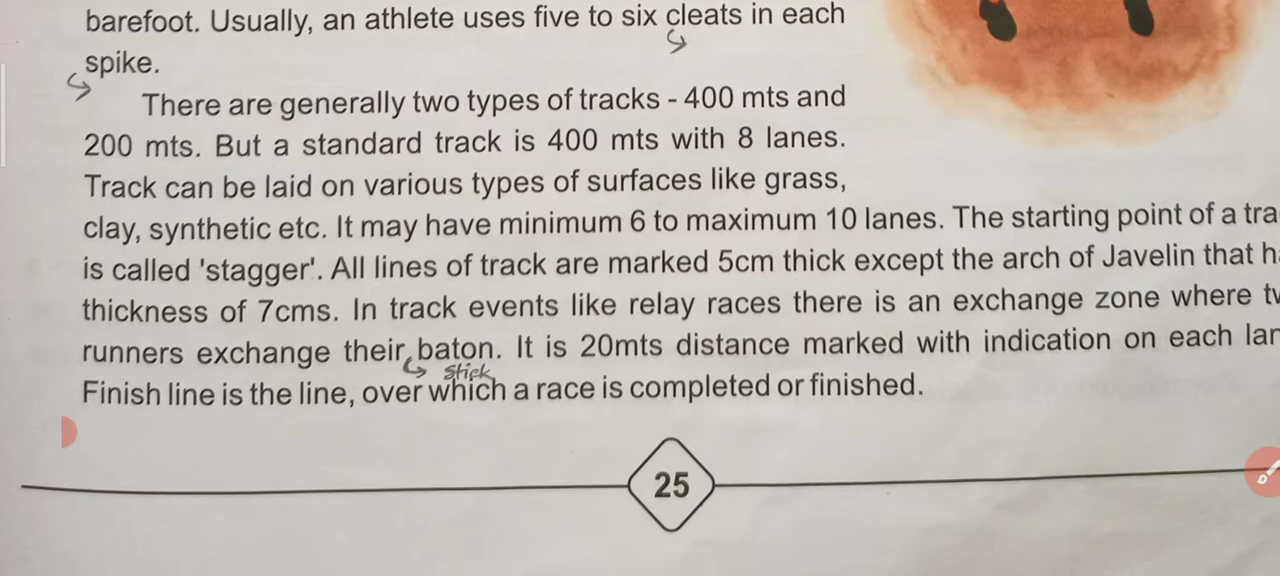 barefoot. Usually, an athlete uses five to six cleats in each
spike.
There are generally two types of tracks - 400 mts and
200 mts. But a standard track is 400 mts with 8 lanes.
Track can be laid on various types of surfaces like grass,
clay, synthetic etc. It may have minimum 6 to maximum 10 lanes. The starting point of a tra
is called 'stagger'. All lines of track are marked 5cm thick except the arch of Javelin that h
thickness of 7cms. In track events like relay races there is an exchange zone where tw
runners exchange their baton. It is 20mts distance marked with indication on each lan
stick
Finish line is the line, over which a race is completed or finished.
25